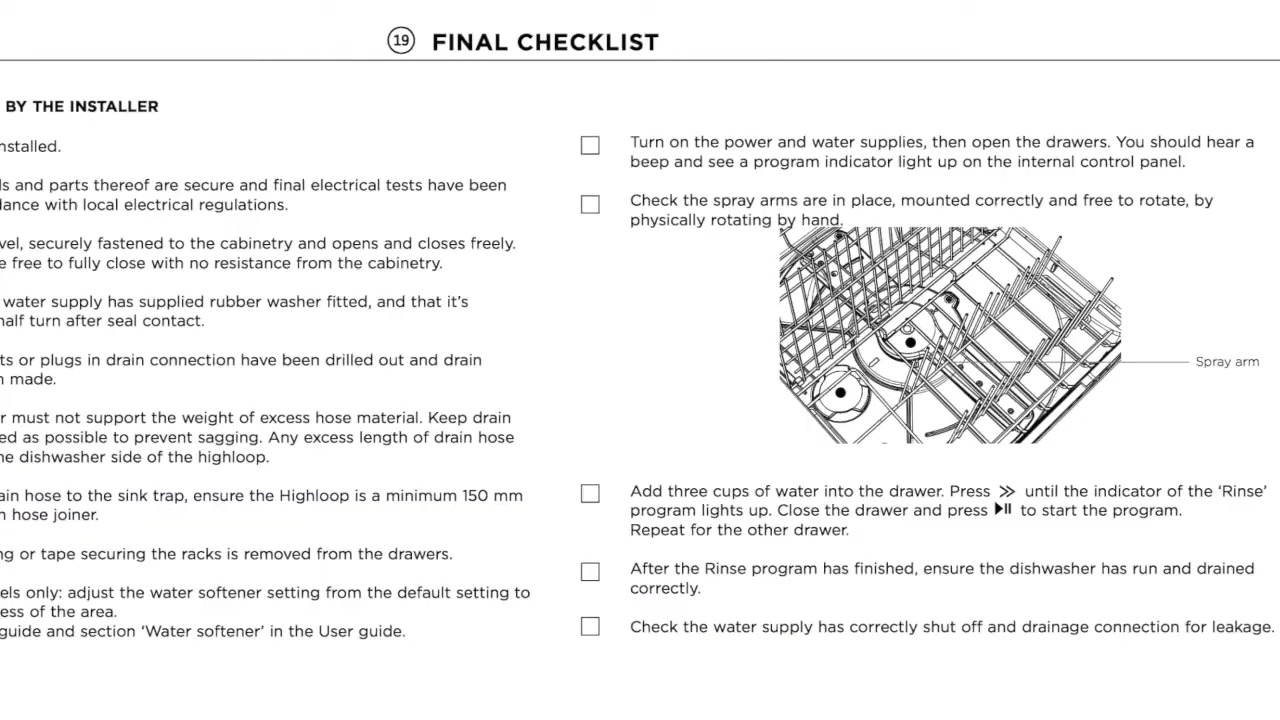 19 FINAL CHECKLIST
BY THE INSTALLER
nstalled.
and parts thereof are secure and final electrical tests have been
with local electrical regulations.
securely fastened to the cabinetry and opens and closes freely.
free to fully close with no resistance from the cabinetry.
water supply has supplied rubber washer fitted, and that it's
half turn after seal contact.
or plugs in drain connection have been drilled out and drain
made.
must not support the weight of excess hose material. Keep drain
as possible to prevent sagging. Any excess length of drain hose
dishwasher side of the highloop.
hose to the sink trap, ensure the Highloop is a minimum 150 mm
hose joiner.
or tape securing the racks is removed from the drawers.
only: adjust the water softener setting from the default setting to
of the area.
guide and section 'Water softener' in the User guide.
Turn on the power and water supplies, then open the drawers. You should hear a
beep and see a program indicator light up on the internal control panel.
Check the spray arms are in place, mounted correctly and free to rotate, by
physically rotating by hand.
Spray arm
Add three cups of water into the drawer. Press until the indicator of the 'Rinse'
program lights up. Close the drawer and press to start the program.
Repeat for the other drawer.
After the Rinse program has finished, ensure the dishwasher has run and drained
correctly.
Check the water supply has correctly shut off and drainage connection for leakage.